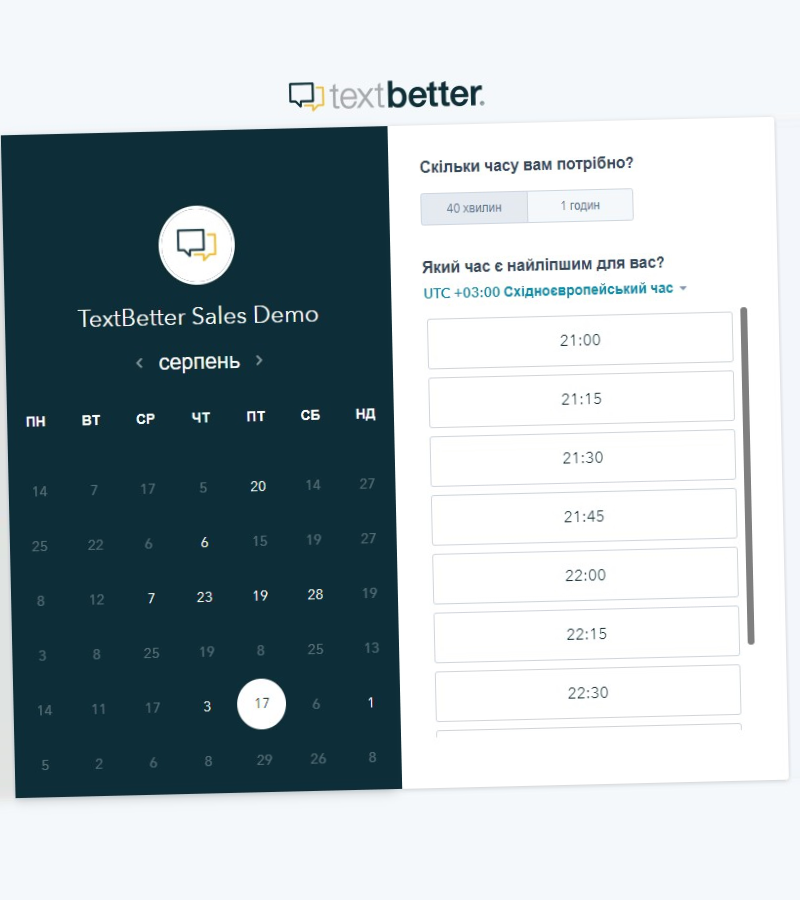 textbetter.
TextBetter Sales Demo
серпень
ПН ВТ СР ЧТ ПТ СБ НД
14 7 17 5 20 14 27
25 22 6 6 15 19 27
8 12 7 23 19 28 19
3 8 25 19 8 25 13
14 11 17 3 17 6 1
5 2 6 8 29 26 8
Скільки часу вам потрібно?
40 хвилин 1 годин
Який час є найліпшим для вас?
UTC +03:00 Східноєвропейський час
21:00
21:15
21:30
21:45
22:00
22:15
22:30